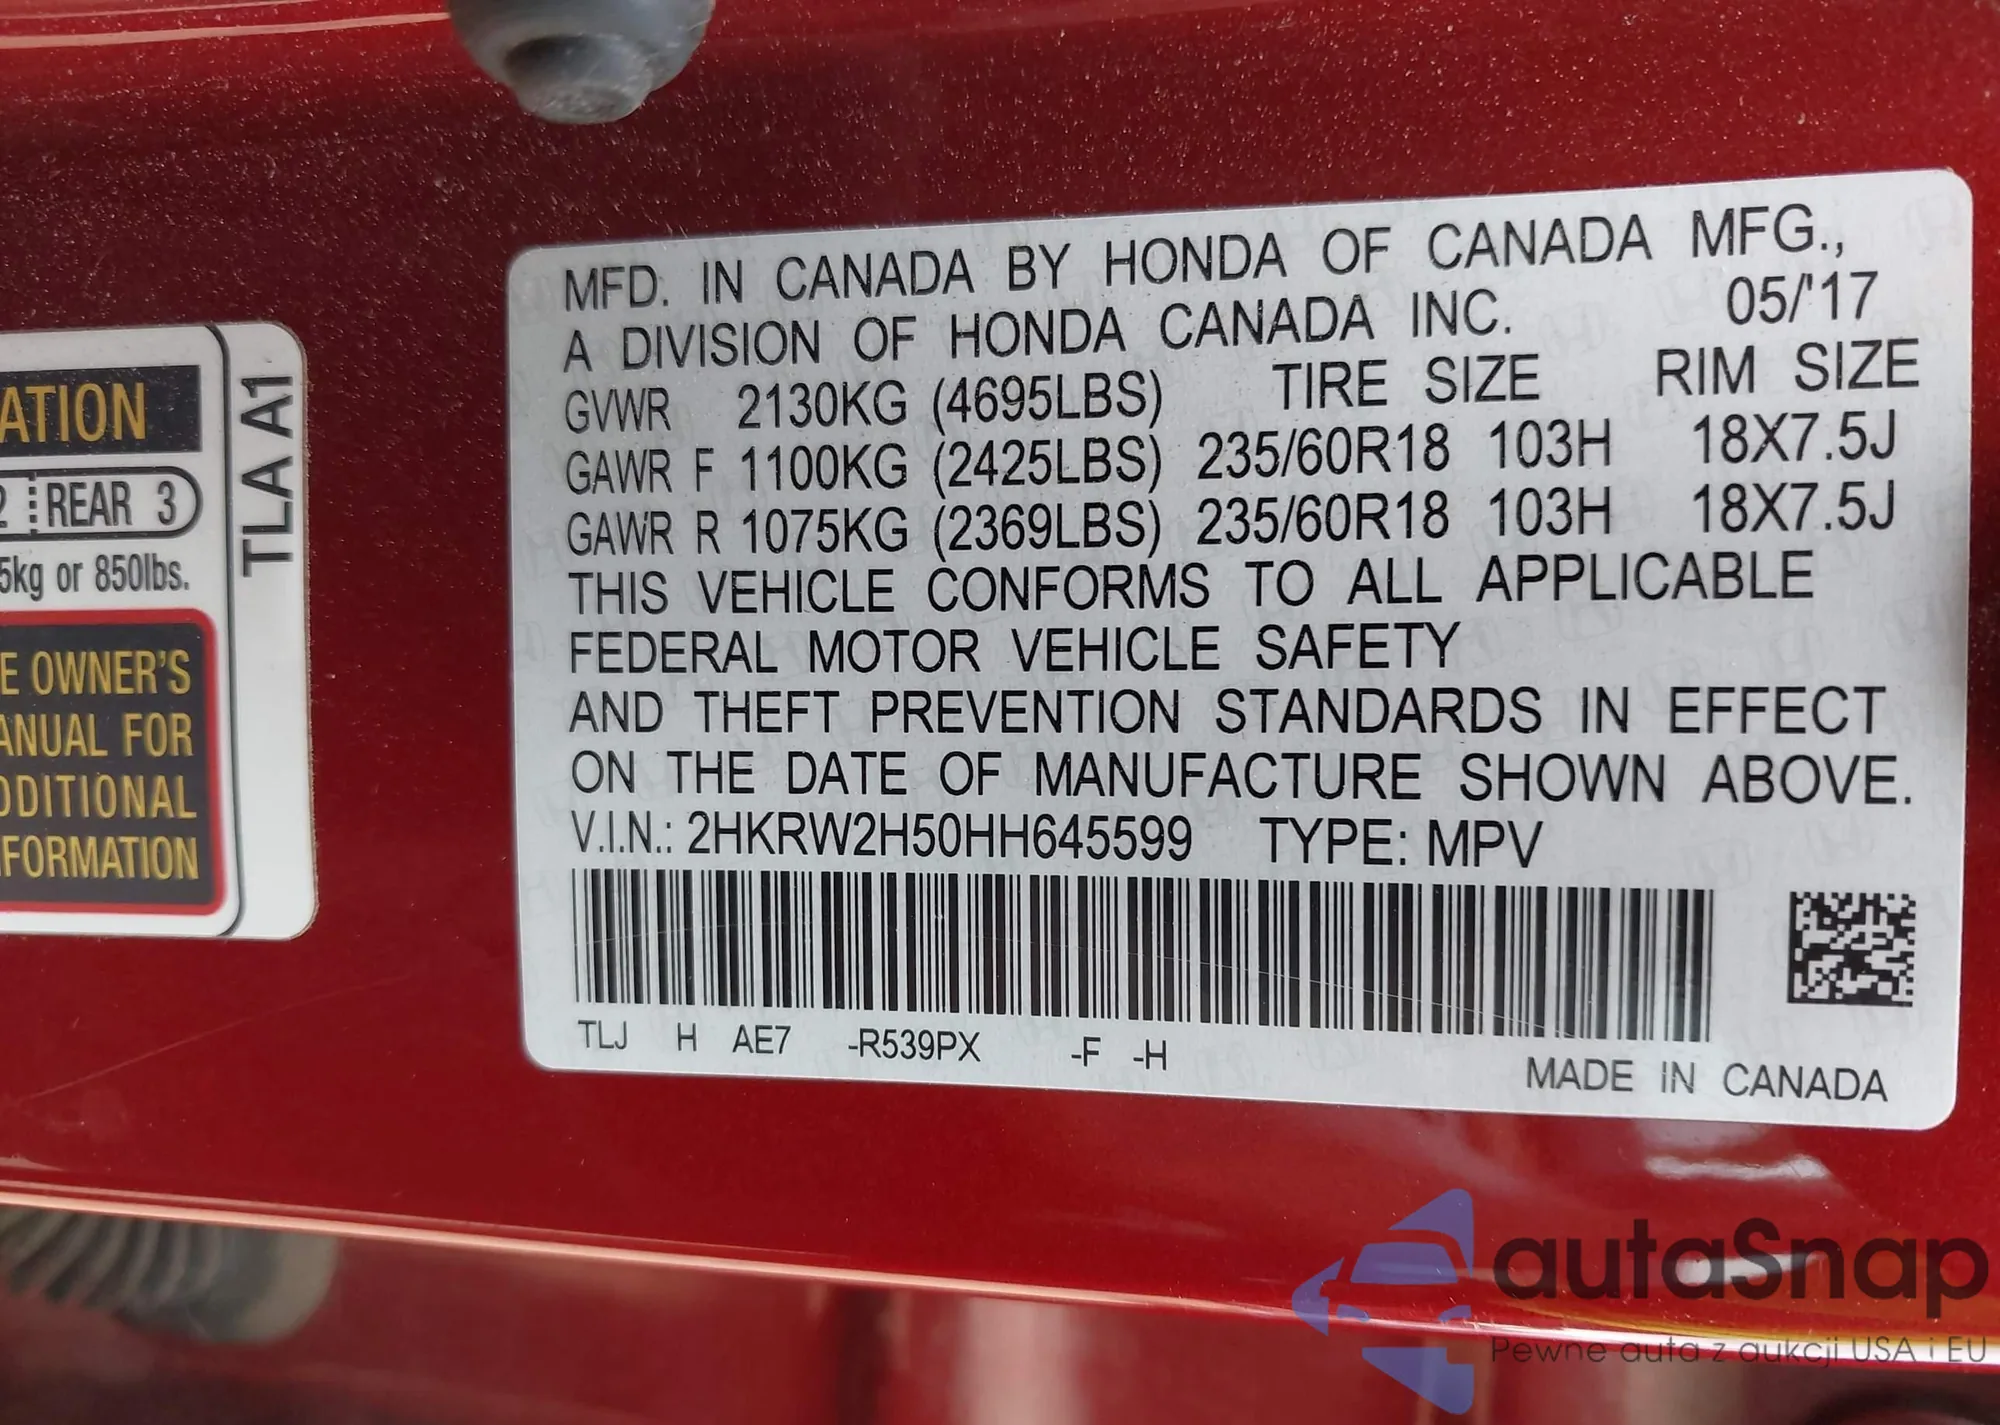 MFD. IN CANADA BY HONDA OF CANADA MFG.,
A DIVISION OF HONDA CANADA INC. 05/'17
GVWR 2130KG (4695LBS) TIRE SIZE RIM SIZE
GAWR F 1100KG (2425LBS) 235/60R18 103H 18X7.5J
GAWR R 1075KG (2369LBS) 235/60R18 103H 18X7.5J
THIS VEHICLE CONFORMS TO ALL APPLICABLE
FEDERAL MOTOR VEHICLE SAFETY
AND THEFT PREVENTION STANDARDS IN EFFECT
ON THE DATE OF MANUFACTURE SHOWN ABOVE.
V.I.N.: 2HKRW2H50HH645599 TYPE: MPV
TLJ H AE7 -R539PX -F -H
MADE IN CANADA
ATION
2 REAR 3
5kg or 850lbs.
E OWNER'S
ANUAL FOR
DDITIONAL
FORMATION
TLA A1
autaSnap
Pewne auta z aukcji USA i EU